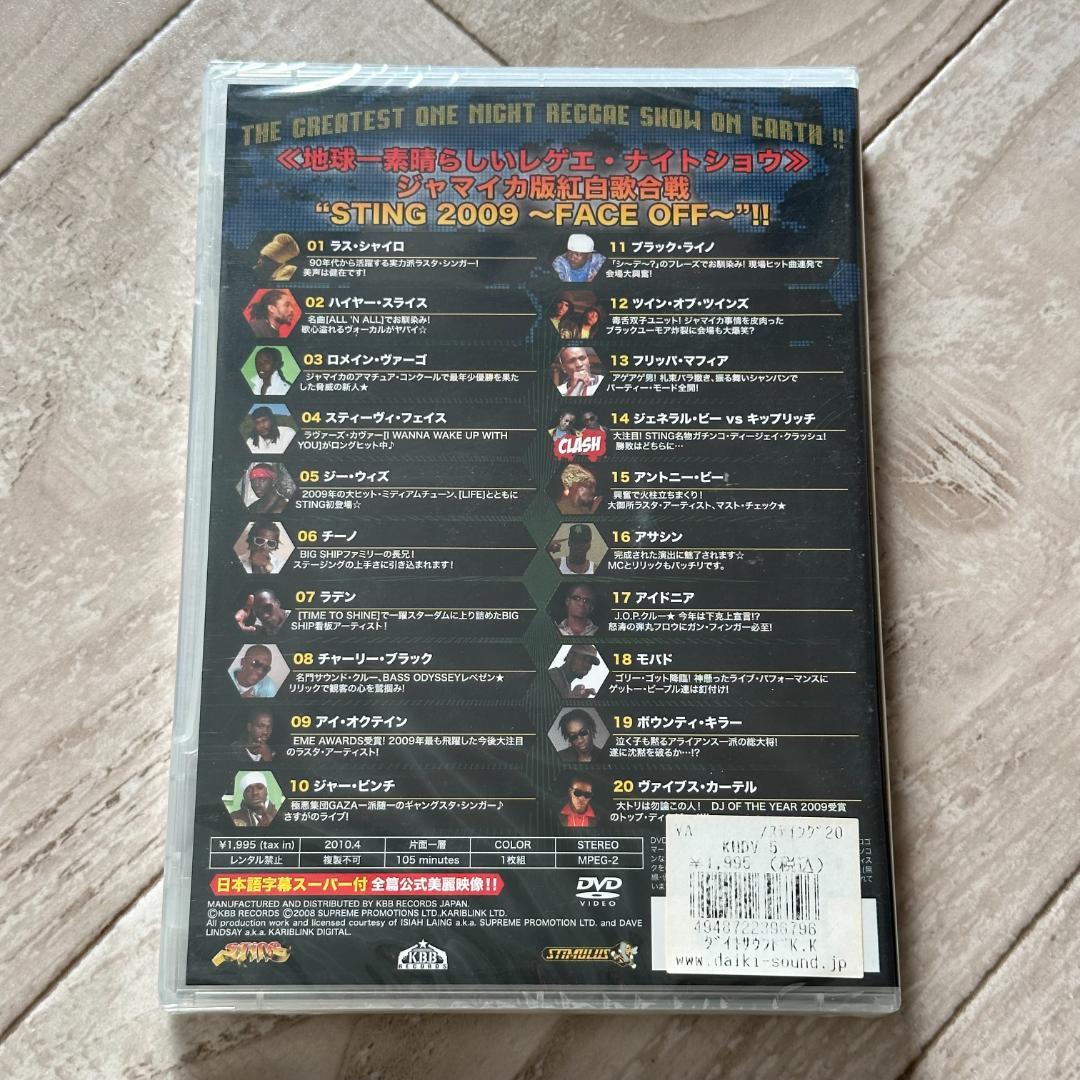 THE GREATEST ONE NIGHT REGGAE SHOW ON EARTH !!
≪地球一素晴らしいレゲエ・ナイトショウ≫
ジャマイカ版紅白歌合戦
“STING 2009 〜FACE OFF〜”!!
01 ラス・シャイロ
90年代から活躍する実力派ラスタ・シンガー!
美声は健在です!
02 ハイヤー・スライス
名曲[ALL 'N ALL]でお馴染み!
歌心溢れるヴォーカルがヤバイ☆
03 ロメイン・ヴァーゴ
ジャマイカのアマチュア・コンクールで最年少優勝を果た
した脅威の新人★
04 スティーヴィ・フェイス
ラヴァーズ・カヴァー[I WANNA WAKE UP WITH
YOU]がロングヒット中♪
05 ジー・ウィズ
2009年の大ヒット・ミディアムチューン、[LIFE]とともに
STING初登場☆
06 チーノ
BIG SHIPファミリーの長兄!
ステージングの上手さに引き込まれます!
07 ラデン
[TIME TO SHINE]で一躍スターダムに上り詰めたBIG
SHIP看板アーティスト!
08 チャーリー・ブラック
名門サウンド・クルー、BASS ODYSSEYレペゼン★
リリックで観客の心を鷲掴み!
09 アイ・オクテイン
EME AWARDS受賞! 2009年最も飛躍した今後大注目
のラスタ・アーティスト!
10 ジャー・ビンチ
極悪集団GAZA一派随一のギャングスタ・シンガー♪
さすがのライブ!
11 ブラック・ライノ
「シ〜デ〜?」のフレーズでお馴染み! 現場ヒット曲連発で
会場大興奮!
12 ツイン・オブ・ツインズ
毒舌双子ユニット! ジャマイカ事情を皮肉った
ブラックユーモア炸裂に会場も大爆笑?
13 フリッパ・マフィア
アゲアゲ男! 札束バラ撒き、振る舞いシャンパンで
パーティー・モード全開!
14 ジェネラル・ビー vs キップリッチ
CLASH
大注目! STING名物ガチンコ・ディージェイ・クラッシュ!
勝敗はどちらに…
15 アントニー・ビー
興奮で火柱立ちまくり!
大御所ラスタ・アーティスト、マスト・チェック★
16 アサシン
完成された演出に魅了されます☆
MCとリリックもバッチリです。
17 アイドニア
J.O.P.クルー★ 今年は下克上宣言!?
怒涛の弾丸フロウにガン・フィンガー必至!
18 モバド
ゴリー・ゴット降臨! 神懸ったライブ・パフォーマンスに
ゲットー・ピープル達は釘付け!
19 ボウンティ・キラー
泣く子も黙るアライアンス一派の総大将!
遂に沈黙を破るか…!?
20 ヴァイブス・カーテル
大トリは勿論この人! DJ OF THE YEAR 2009受賞
のトップ・ディ
¥1,995 (tax in) 2010.4 片面一層 COLOR STEREO
レンタル禁止 複製不可 105 minutes 1枚組 MPEG-2
日本語字幕スーパー付 全篇公式美麗映像!!
DVD
VIDEO
MANUFACTURED AND DISTRIBUTED BY KBB RECORDS JAPAN.
©KBB RECORDS ©2008 SUPREME PROMOTIONS LTD.KARIBLINK LTD.
All production work and licensed courtesy of ISIAH LAING a.k.a. SUPREME PROMOTION LTD. and DAVE
LINDSAY a.k.a. KARIBLINK DIGITAL.
STING
KBB
RECORDS
STIMULUS
VA /スティング20
KHDV 5
¥1,995 (税込)
4948722396796
ダイキサウンドK.K
www.daiki-sound.jp